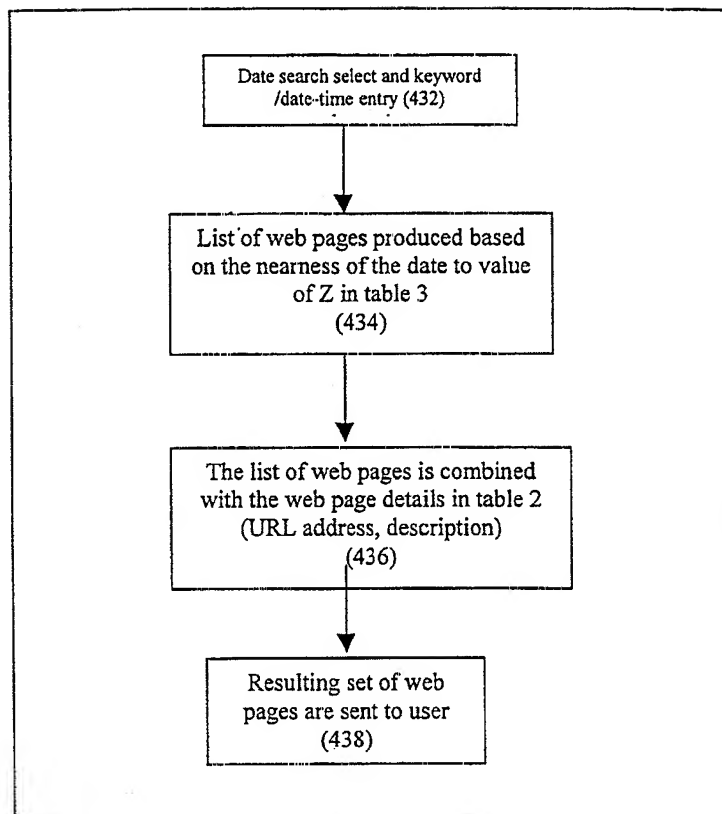 Date search select and keyword
/date-time entry (432)
List of web pages produced based
on the nearness of the date to value
of Z in table 3
(434)
The list of web pages is combined
with the web page details in table 2
(URL address, description)
(436)
Resulting set of web
pages are sent to user
(438)